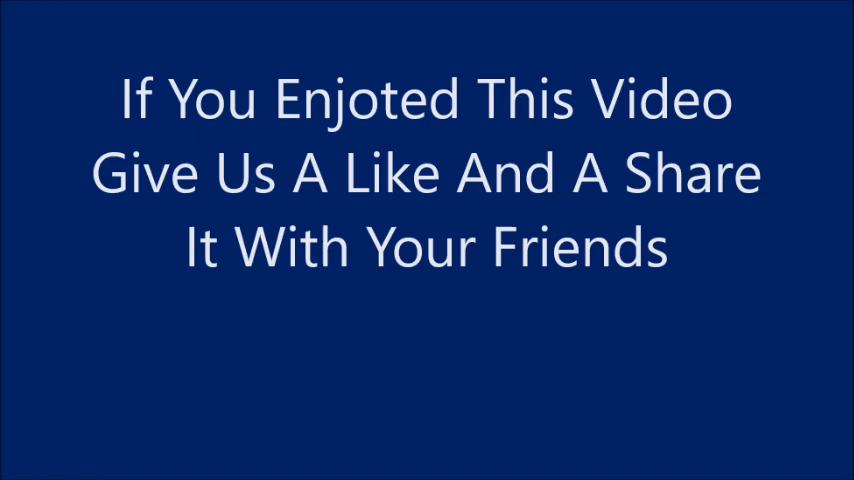 If You Enjoted This Video
Give Us A Like And A Share
It With Your Friends